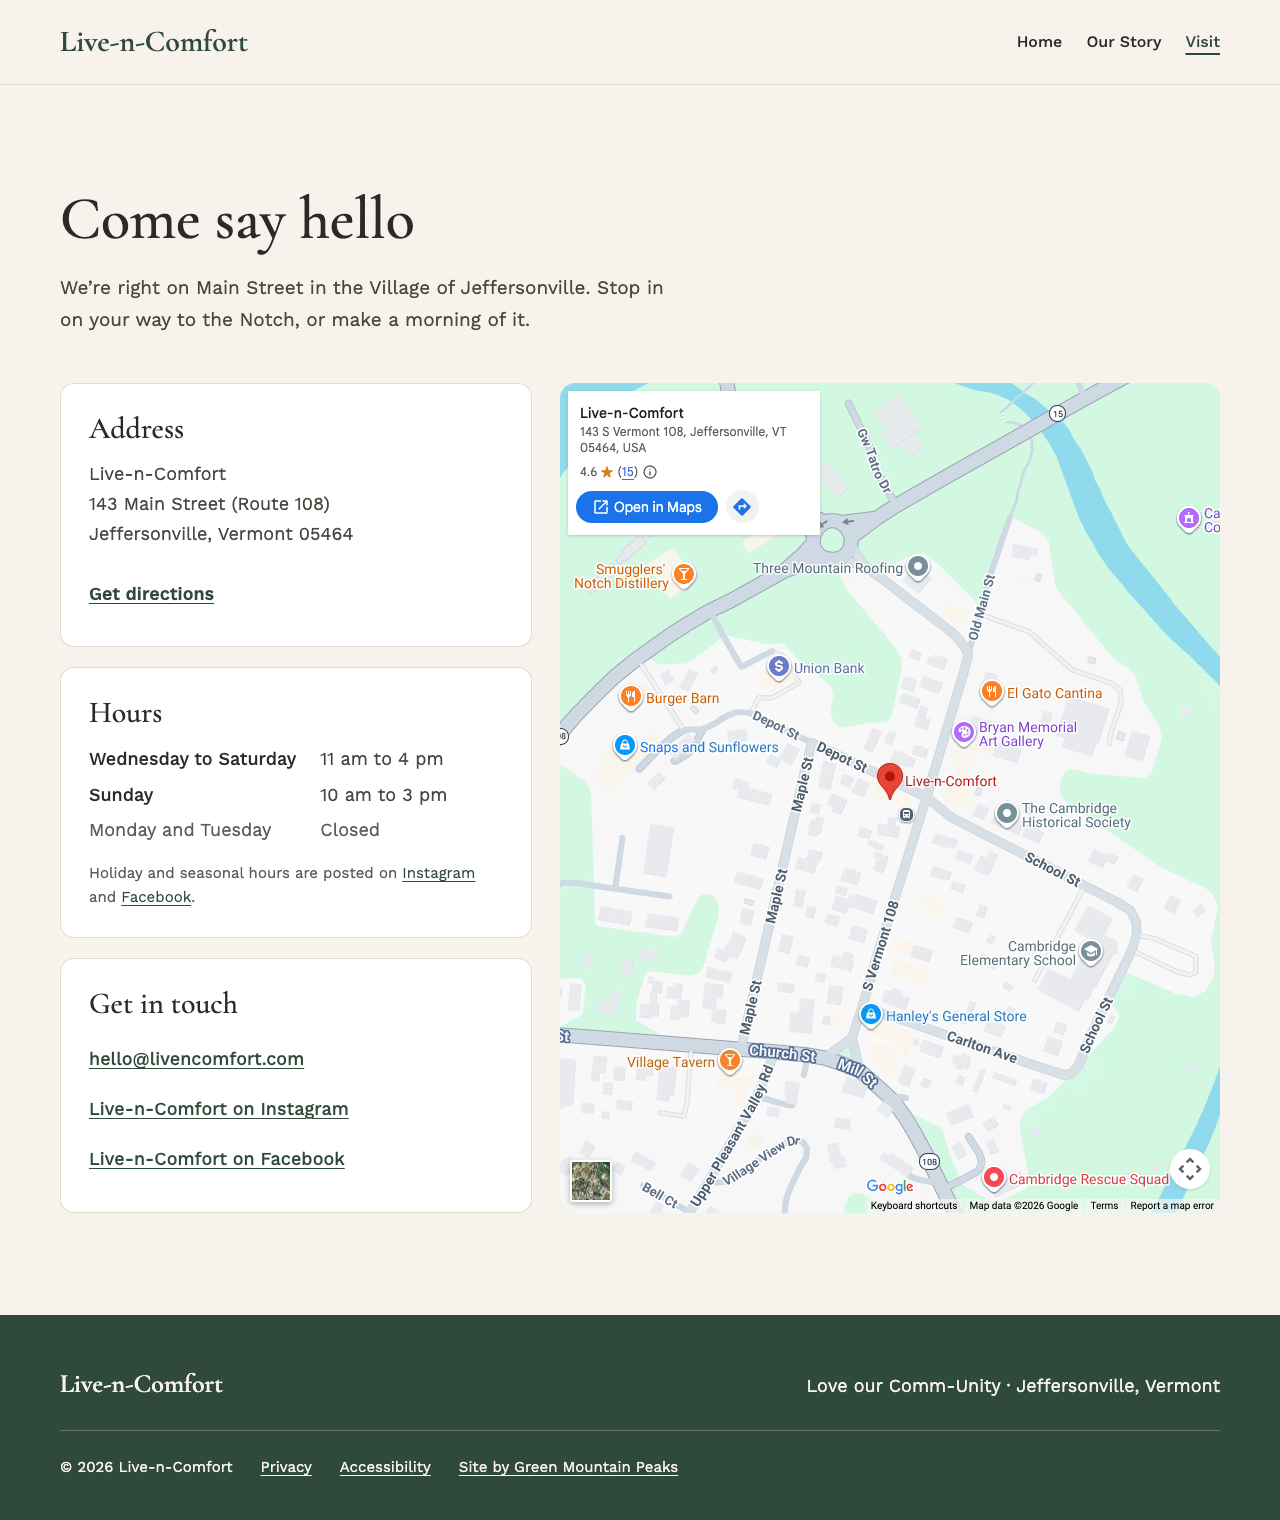 Live-n-Comfort
Home
Our Story
Visit
Come say hello
We’re right on Main Street in the Village of Jeffersonville. Stop in
on your way to the Notch, or make a morning of it.
Address
Live-n-Comfort
143 Main Street (Route 108)
Jeffersonville, Vermont 05464
Get directions
Hours
Wednesday to Saturday 11 am to 4 pm
Sunday 10 am to 3 pm
Monday and Tuesday Closed
Holiday and seasonal hours are posted on Instagram
and Facebook.
Get in touch
hello@livencomfort.com
Live-n-Comfort on Instagram
Live-n-Comfort on Facebook
Live-n-Comfort
143 S Vermont 108, Jeffersonville, VT
05464, USA
4.6 (15)
Open in Maps
15
Gw Tatro Dr
Ca
Co
Smugglers'
Notch Distillery
Three Mountain Roofing
Old Main St
Union Bank
Burger Barn
El Gato Cantina
Depot St
Bryan Memorial
Art Gallery
Snaps and Sunflowers
Depot St
Maple St
Live-n-Comfort
The Cambridge
Historical Society
School St
Maple St
S Vermont 108
Cambridge
Elementary School
Maple St
Hanley's General Store
School St
Carlton Ave
St
Church St
Village Tavern
Mill St
Upper Pleasant Valley Rd
Village View Dr
108
Bell Ct
Cambridge Rescue Squad
Google
Keyboard shortcuts
Map data ©2026 Google
Terms
Report a map error
Live-n-Comfort
Love our Comm-Unity · Jeffersonville, Vermont
© 2026 Live-n-Comfort
Privacy
Accessibility
Site by Green Mountain Peaks